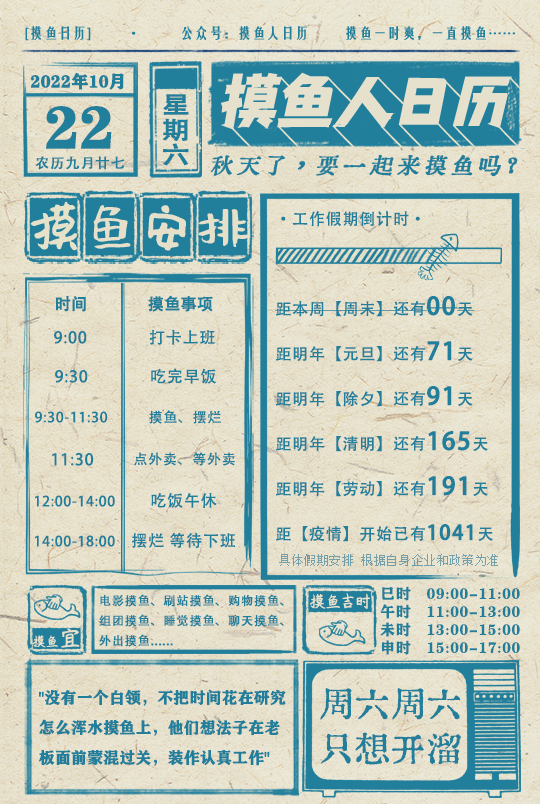 [摸鱼日历] · 公众号：摸鱼人日历 摸鱼一时爽，一直摸鱼……
2022年10月
22
农历九月廿七
星期六
摸鱼人日历
秋天了，要一起来摸鱼吗？
摸鱼安排
时间 摸鱼事项
9:00 打卡上班
9:30 吃完早饭
9:30-11:30 摸鱼、摆烂
11:30 点外卖、等外卖
12:00-14:00 吃饭午休
14:00-18:00 摆烂 等待下班
·工作假期倒计时·
距本周【周末】还有00天
距明年【元旦】还有71天
距明年【除夕】还有91天
距明年【清明】还有165天
距明年【劳动】还有191天
距【疫情】开始已有1041天
具体假期安排 根据自身企业和政策为准
摸鱼宜
电影摸鱼、刷站摸鱼、购物摸鱼、
组团摸鱼、睡觉摸鱼、聊天摸鱼、
外出摸鱼……
摸鱼吉时
巳时 09:00-11:00
午时 11:00-13:00
未时 13:00-15:00
申时 15:00-17:00
"没有一个白领，不把时间花在研究
怎么浑水摸鱼上，他们想法子在老
板面前蒙混过关，装作认真工作"
周六周六
只想开溜